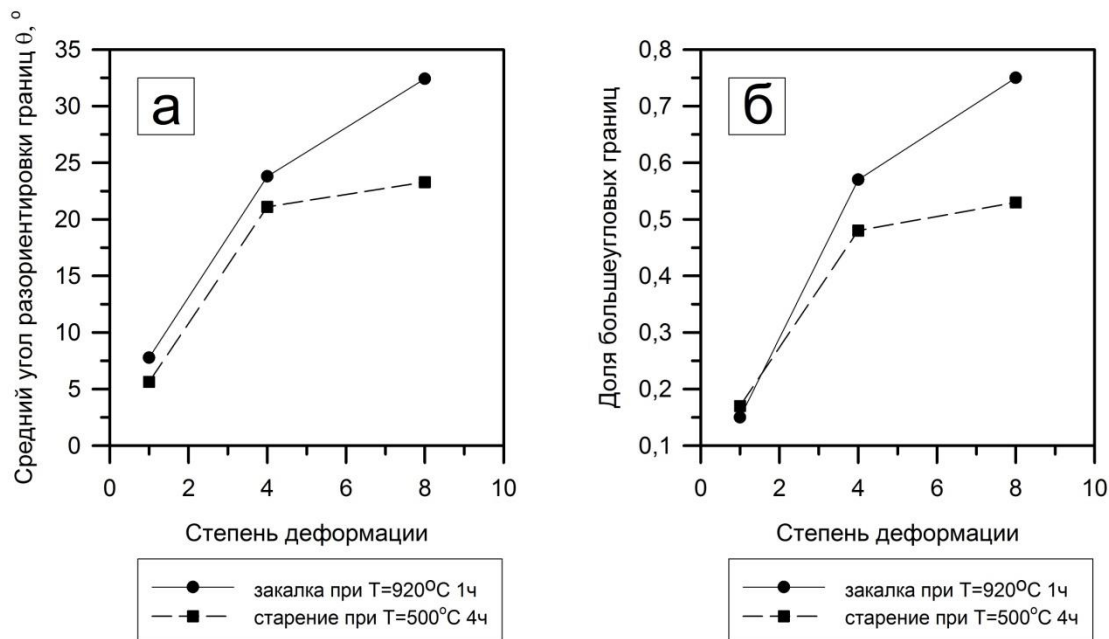 Средний угол разориентировки границ θ, °
35
30
25
20
15
10
5
0
а
0 2 4 6 8 10
Степень деформации
закалка при T=920°C 1ч
старение при T=500°C 4ч
Доля большеугловых границ
0,8
0,7
0,6
0,5
0,4
0,3
0,2
0,1
б
0 2 4 6 8 10
Степень деформации
закалка при T=920°C 1ч
старение при T=500°C 4ч